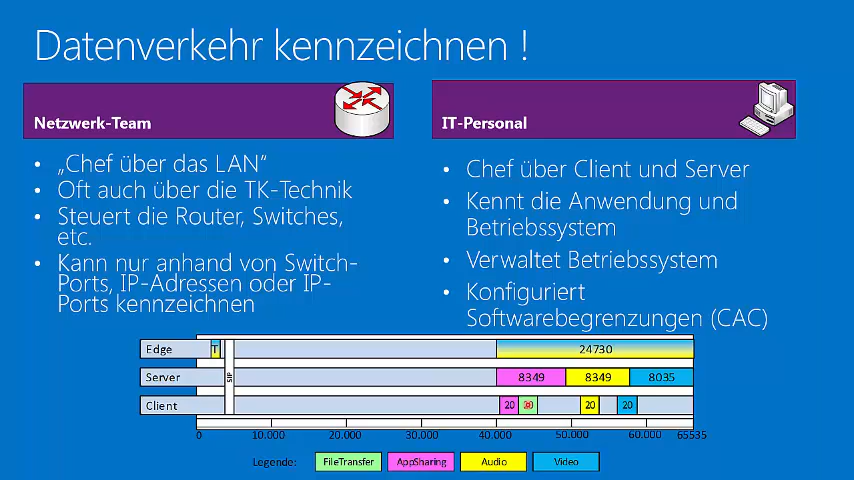 Datenverkehr kennzeichnen !
Netzwerk-Team
• „Chef über das LAN“
• Oft auch über die TK-Technik
• Steuert die Router, Switches,
etc.
• Kann nur anhand von Switch-
Ports, IP-Adressen oder IP-
Ports kennzeichnen
IT-Personal
• Chef über Client und Server
• Kennt die Anwendung und
Betriebssystem
• Verwaltet Betriebssystem
• Konfiguriert
Softwarebegrenzungen (CAC)
Edge T 24730
SIP
Server 8349 8349 8035
Client 20 20 20 20
0 10.000 20.000 30.000 40.000 50.000 60.000 65535
Legende: FileTransfer AppSharing Audio Video